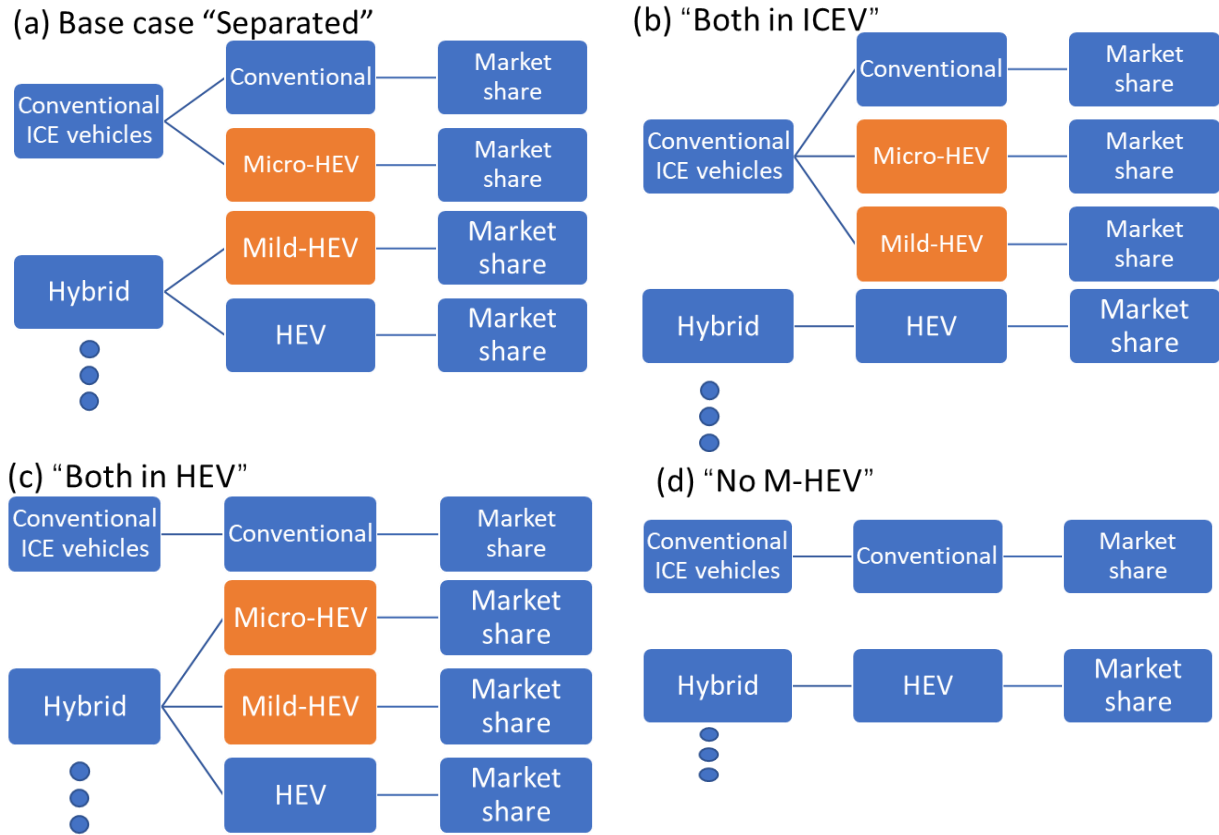 (a) Base case “Separated”
Conventional
ICE vehicles
Conventional
Market
share
Micro-HEV
Market
share
Hybrid
Mild-HEV
Market
share
HEV
Market
share
(b) “Both in ICEV”
Conventional
ICE vehicles
Conventional
Market
share
Micro-HEV
Market
share
Mild-HEV
Market
share
Hybrid
HEV
Market
share
(c) “Both in HEV”
Conventional
ICE vehicles
Conventional
Market
share
Hybrid
Micro-HEV
Market
share
Mild-HEV
Market
share
HEV
Market
share
(d) “No M-HEV”
Conventional
ICE vehicles
Conventional
Market
share
Hybrid
HEV
Market
share